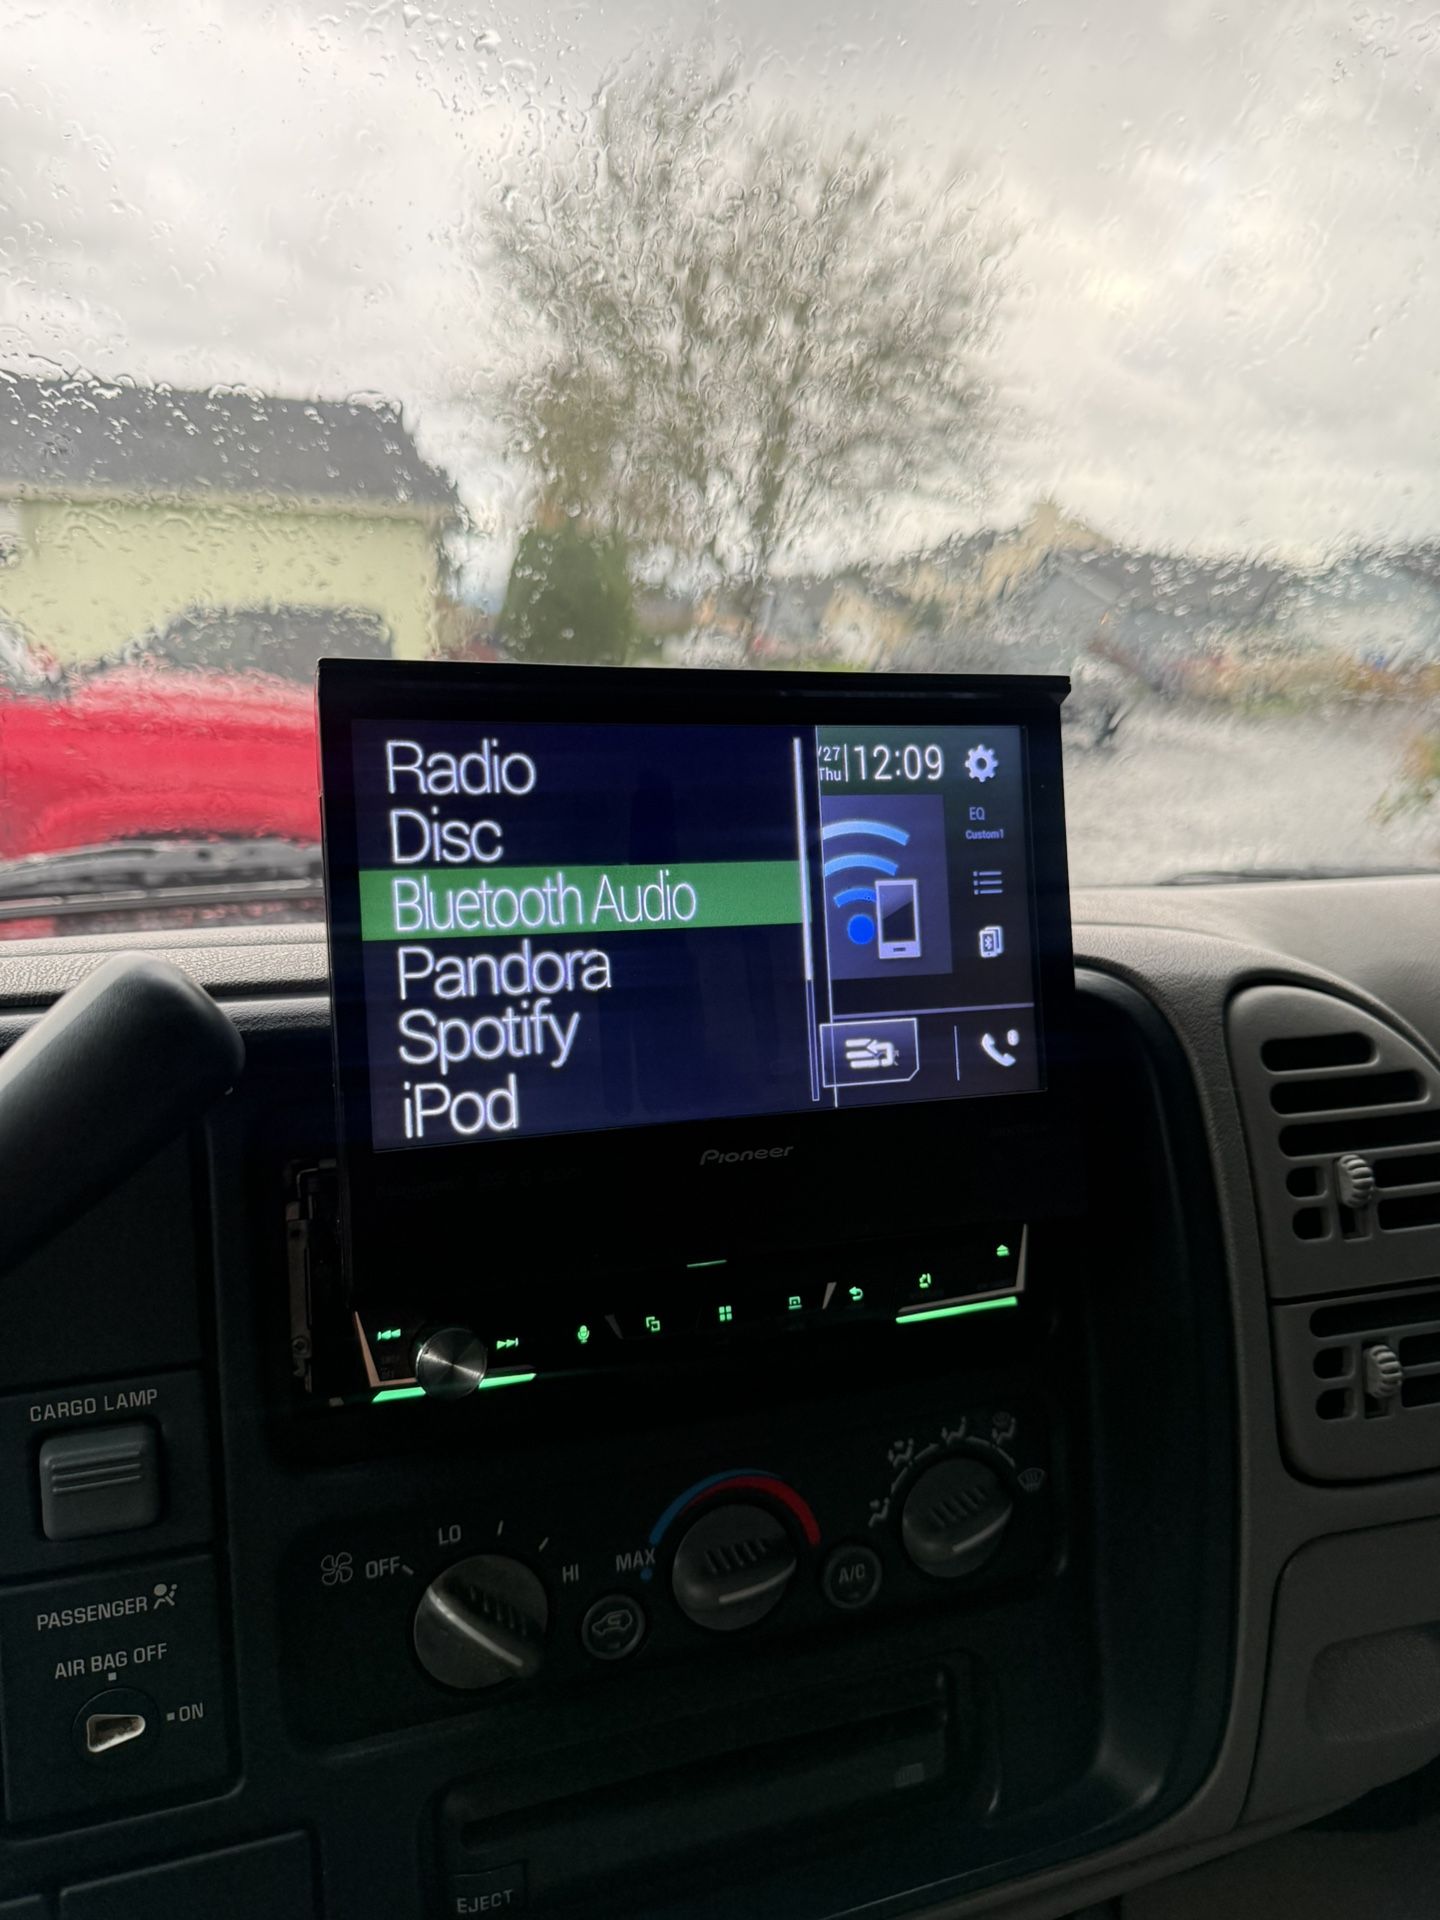 Radio
Disc
Bluetooth Audio
Pandora
Spotify
iPod
/27
Thu
12:09
EQ
Custom1
Pioneer
CARGO LAMP
PASSENGER
AIR BAG OFF
ON
OFF
LO
HI
MAX
A/C
EJECT